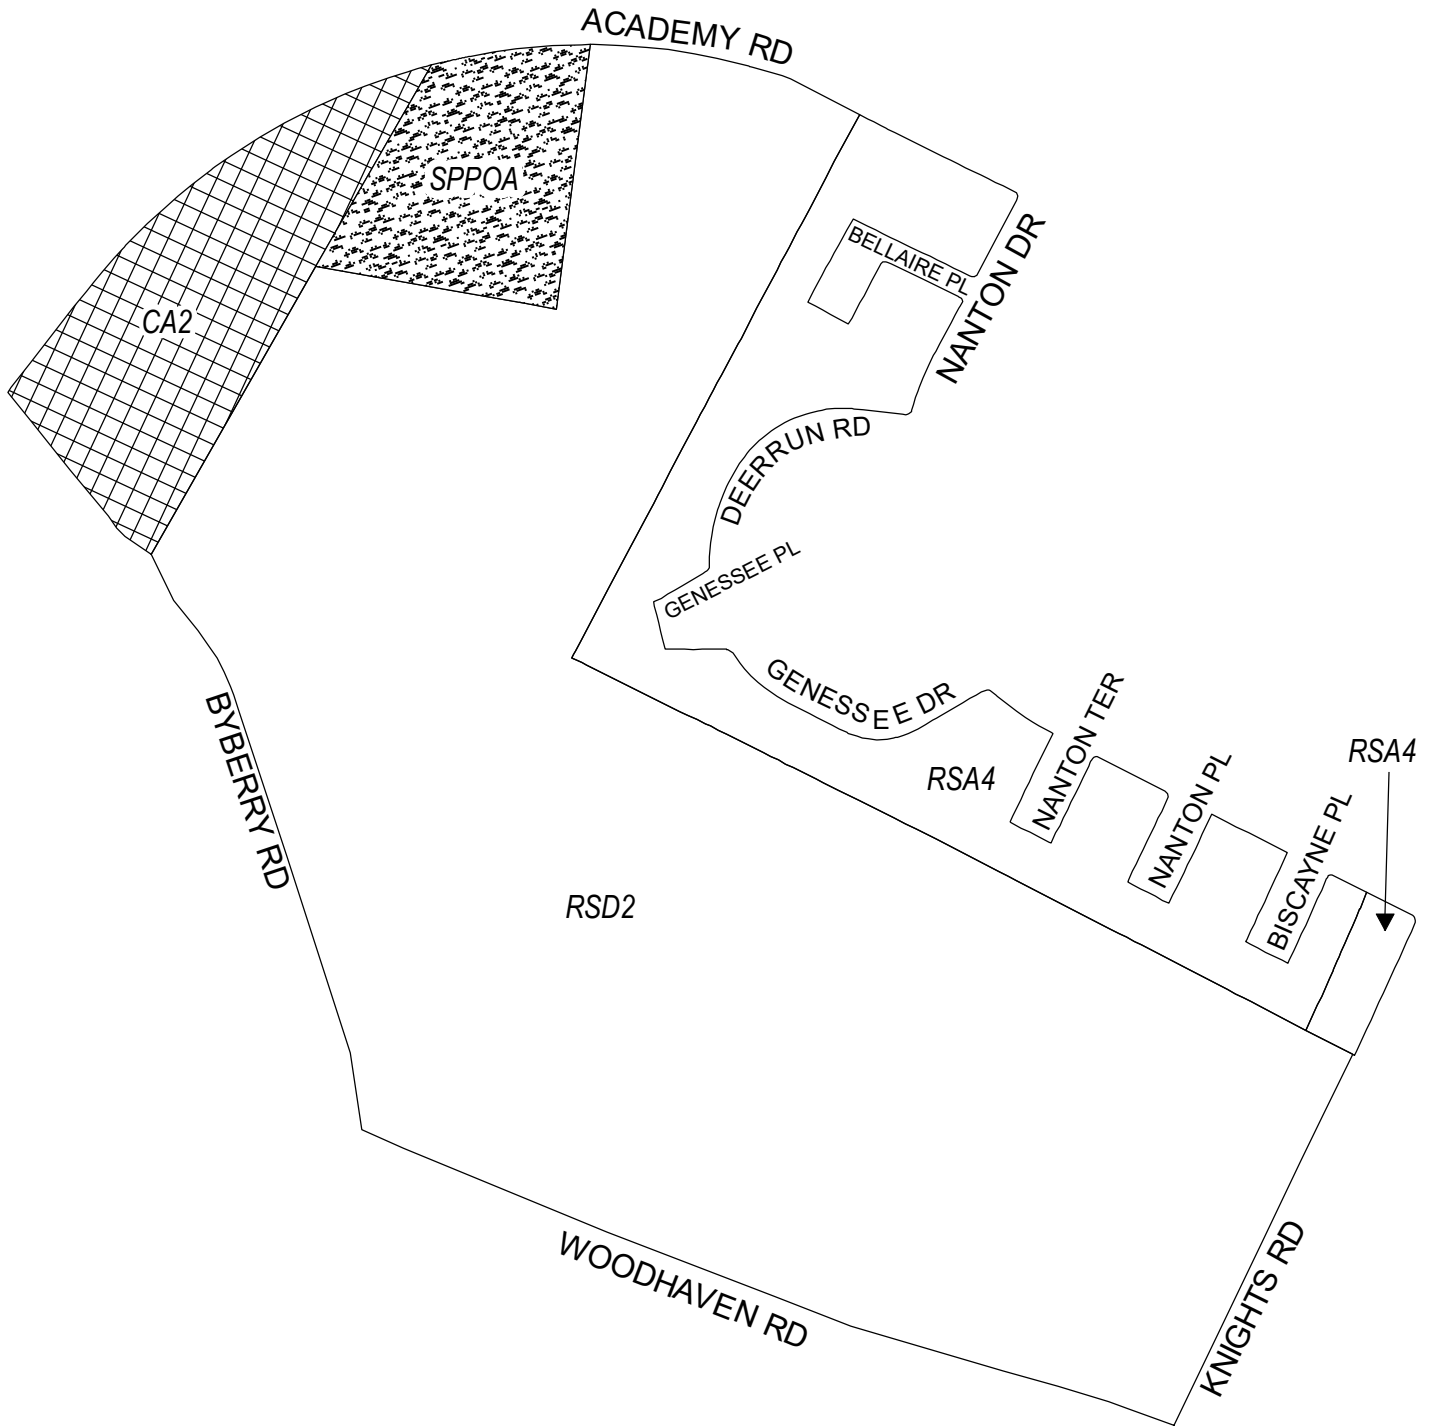 ACADEMY RD
SPPOA
BELLAIRE PL
NANTON DR
CA2
DEERRUN RD
GENESSEE PL
GENESSEE DR
NANTON TER
RSA4
RSA4
NANTON PL
BISCAYNE PL
BYBERRY RD
RSD2
WOODHAVEN RD
KNIGHTS RD